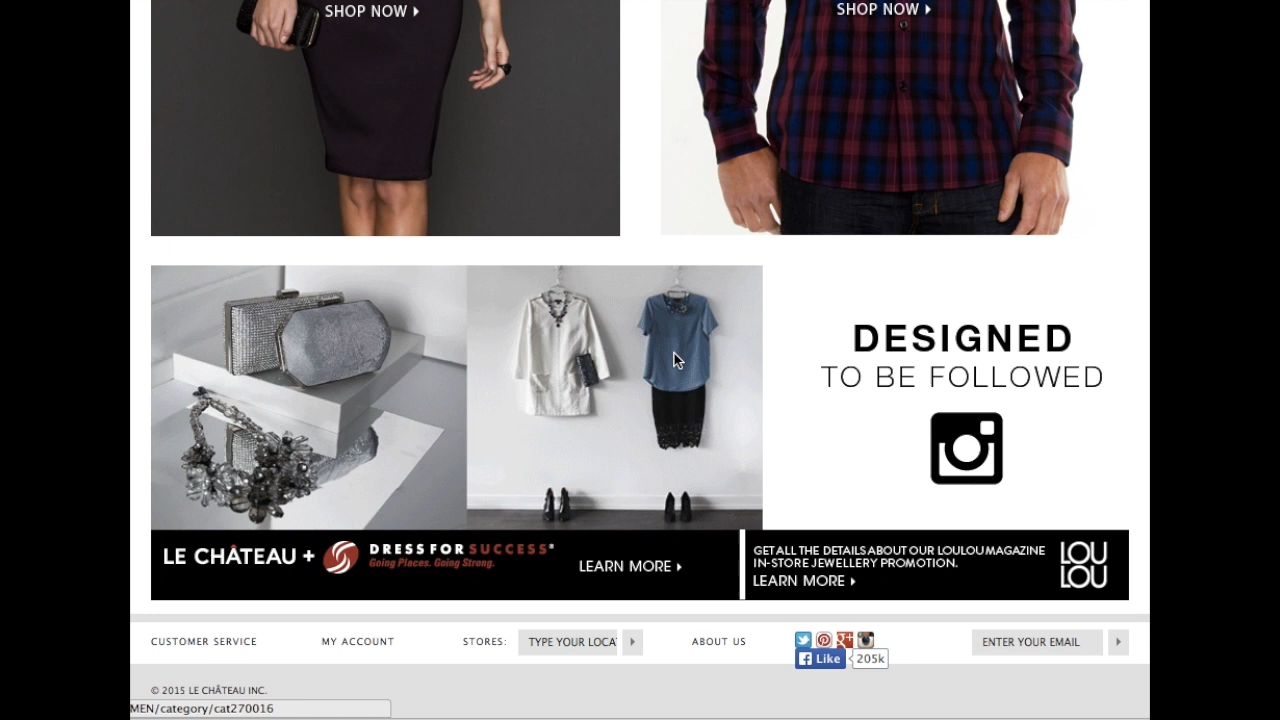 SHOP NOW
SHOP NOW
DESIGNED
TO BE FOLLOWED
LE CHÂTEAU + DRESS FOR SUCCESS®
Going Places. Going Strong.
LEARN MORE
GET ALL THE DETAILS ABOUT OUR LOULOU MAGAZINE
IN-STORE JEWELLERY PROMOTION.
LEARN MORE
LOU
LOU
CUSTOMER SERVICE MY ACCOUNT STORES: TYPE YOUR LOCA ABOUT US ENTER YOUR EMAIL
Like 205k
© 2015 LE CHÂTEAU INC.
MEN/category/cat270016